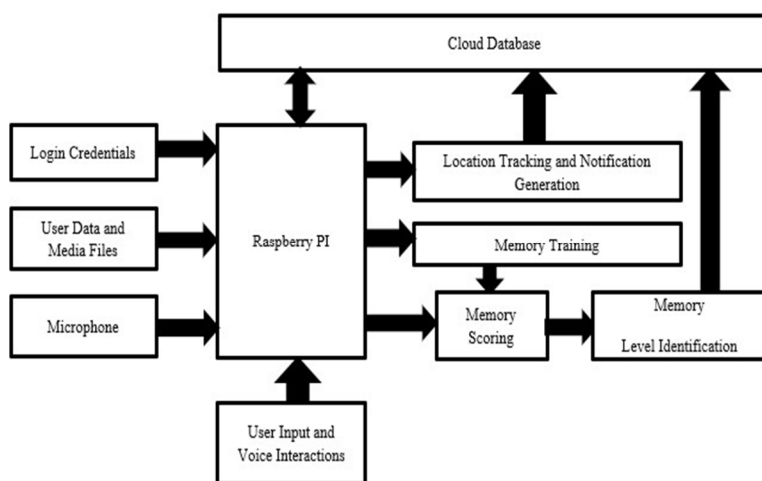 Cloud Database
Login Credentials
Location Tracking and Notification
Generation
User Data and
Media Files
Raspberry PI
Memory Training
Microphone
Memory
Scoring
Memory
Level Identification
User Input and
Voice Interactions